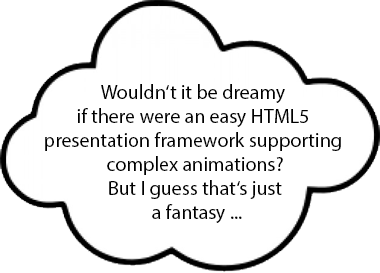 Wouldn‘t it be dreamy
if there were an easy HTML5
presentation framework supporting
complex animations?
But I guess that‘s just
a fantasy ...